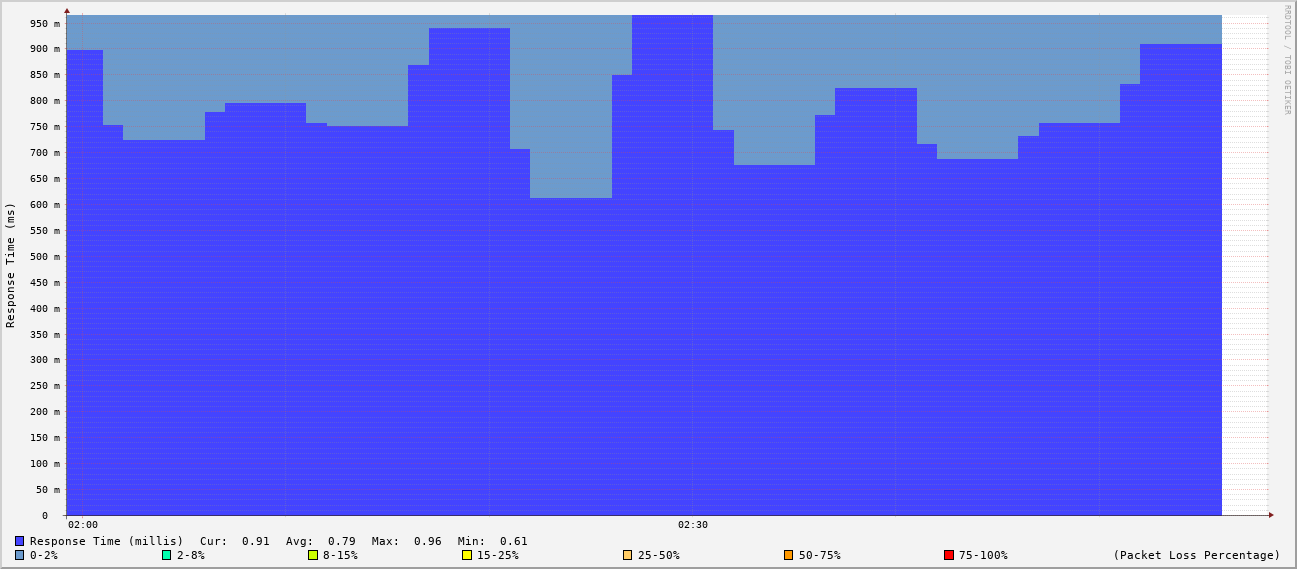 RRDTOOL / TOBI OETIKER
Response Time (ms)
950 m
900 m
850 m
800 m
750 m
700 m
650 m
600 m
550 m
500 m
450 m
400 m
350 m
300 m
250 m
200 m
150 m
100 m
50 m
0
02:00 02:30
Response Time (millis) Cur: 0.91 Avg: 0.79 Max: 0.96 Min: 0.61
0-2% 2-8% 8-15% 15-25% 25-50% 50-75% 75-100% (Packet Loss Percentage)